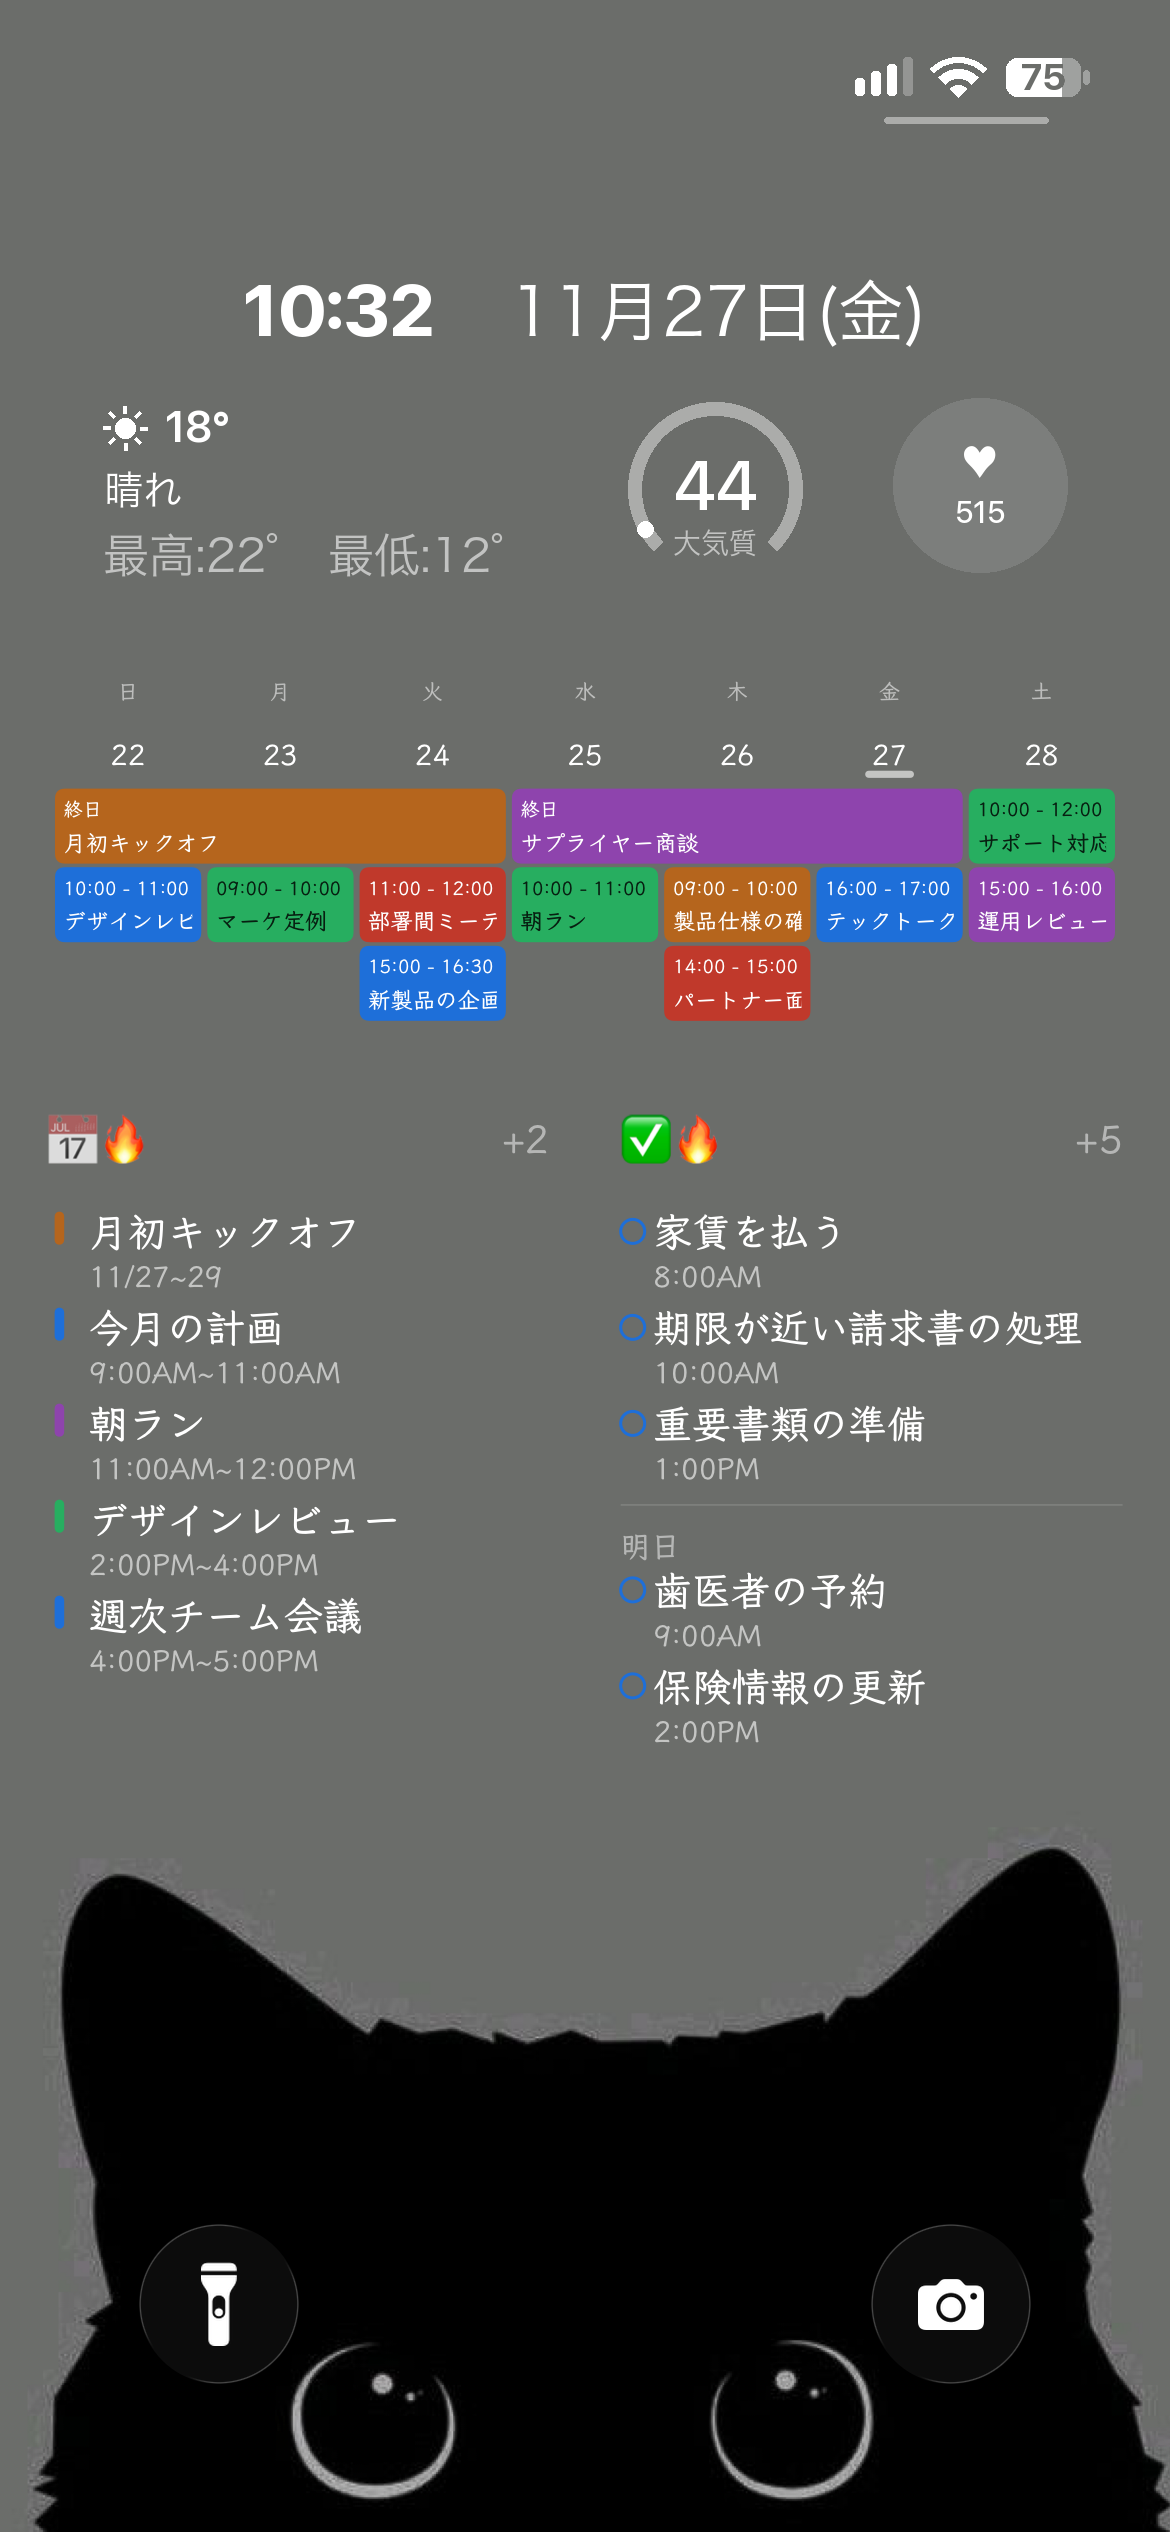 75
10:32 11月27日(金)
18°
晴れ
最高:22° 最低:12°
44
大気質
515
日 月 火 水 木 金 土
22 23 24 25 26 27 28
終日
月初キックオフ
終日
サプライヤー商談
10:00 - 12:00
サポート対応
10:00 - 11:00
デザインレビ
09:00 - 10:00
マーケ定例
11:00 - 12:00
部署間ミーテ
10:00 - 11:00
朝ラン
09:00 - 10:00
製品仕様の確
16:00 - 17:00
テックトーク
15:00 - 16:00
運用レビュー
15:00 - 16:30
新製品の企画
14:00 - 15:00
パートナー面
JUL
17
+2
月初キックオフ
11/27~29
今月の計画
9:00AM~11:00AM
朝ラン
11:00AM~12:00PM
デザインレビュー
2:00PM~4:00PM
週次チーム会議
4:00PM~5:00PM
+5
家賃を払う
8:00AM
期限が近い請求書の処理
10:00AM
重要書類の準備
1:00PM
明日
歯医者の予約
9:00AM
保険情報の更新
2:00PM